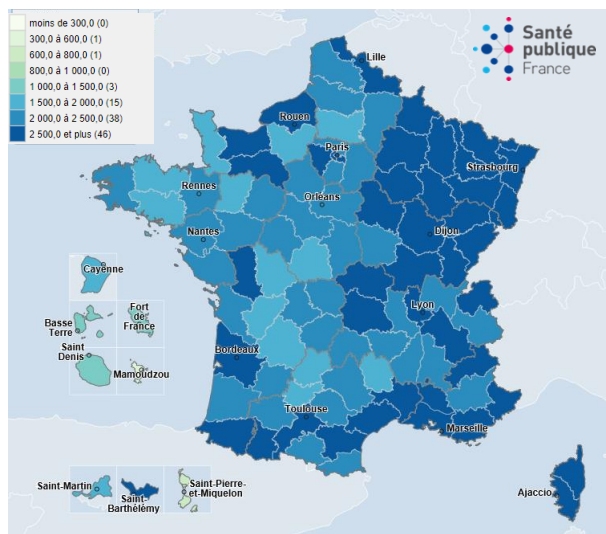 moins de 300,0 (0)
300,0 à 600,0 (1)
600,0 à 800,0 (1)
800,0 à 1 000,0 (0)
1 000,0 à 1 500,0 (3)
1 500,0 à 2 000,0 (15)
2 000,0 à 2 500,0 (38)
2 500,0 et plus (46)
Santé
publique
France
Lille
Rouen
Paris
Strasbourg
Rennes
Orléans
Dijon
Nantes
Cayenne
Lyon
Fort
de
France
Basse
Terre
Saint
Denis
Mamoudzou
Bordeaux
Toulouse
Marseille
Saint-Martin
Saint-
Barthélémy
Saint-Pierre-
et-Miquelon
Ajaccio